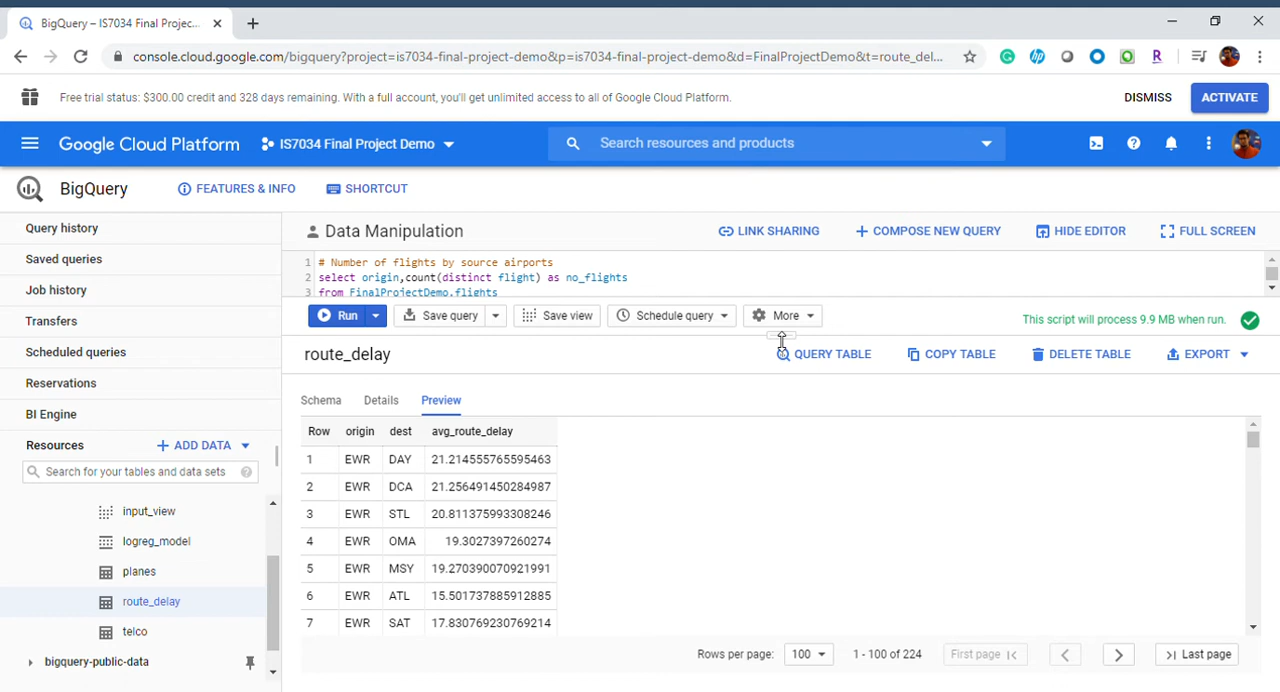 BigQuery – IS7034 Final Projec...
console.cloud.google.com/bigquery?project=is7034-final-project-demo&p=is7034-final-project-demo&d=FinalProjectDemo&t=route_del...
Free trial status: $300.00 credit and 328 days remaining. With a full account, you'll get unlimited access to all of Google Cloud Platform.
DISMISS
ACTIVATE
Google Cloud Platform
IS7034 Final Project Demo
Search resources and products
BigQuery
FEATURES & INFO
SHORTCUT
Query history
Saved queries
Job history
Transfers
Scheduled queries
Reservations
BI Engine
Resources
ADD DATA
Search for your tables and data sets
input_view
logreg_model
planes
route_delay
telco
bigquery-public-data
Data Manipulation
LINK SHARING
COMPOSE NEW QUERY
HIDE EDITOR
FULL SCREEN
1 # Number of flights by source airports
2 select origin,count(distinct flight) as no_flights
3 from FinalProjectDemo.flights
Run
Save query
Save view
Schedule query
More
This script will process 9.9 MB when run.
route_delay
QUERY TABLE
COPY TABLE
DELETE TABLE
EXPORT
Schema Details Preview
Row origin dest avg_route_delay
1 EWR DAY 21.214555765595463
2 EWR DCA 21.256491450284987
3 EWR STL 20.811375993308246
4 EWR OMA 19.3027397260274
5 EWR MSY 19.270390070921991
6 EWR ATL 15.501737885912885
7 EWR SAT 17.830769230769214
Rows per page: 100 1 - 100 of 224 First page Last page